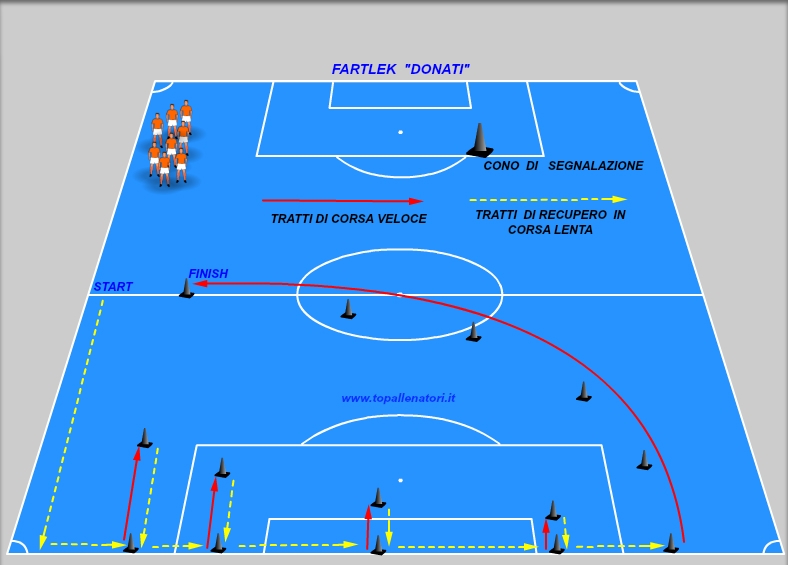 FARTLEK "DONATI"
CONO DI SEGNALAZIONE
TRATTI DI CORSA VELOCE
TRATTI DI RECUPERO IN
CORSA LENTA
FINISH
START
www.topallenatori.it